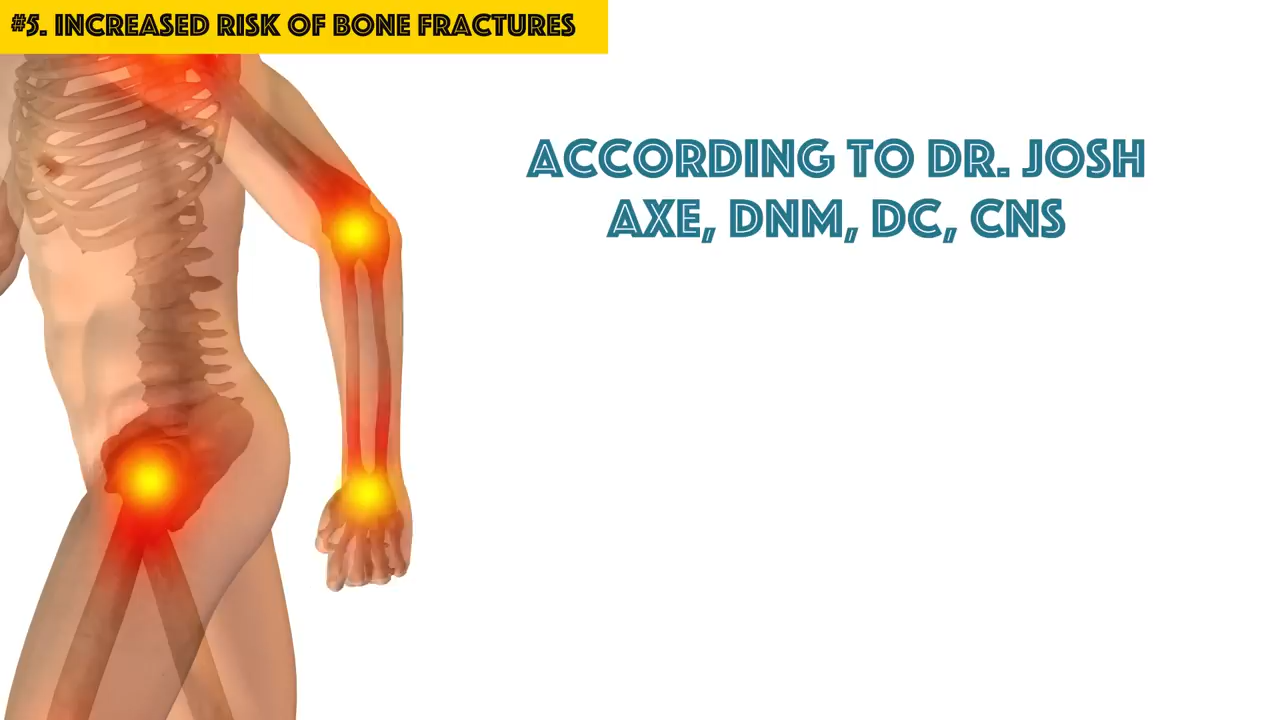 #5. INCREASED RISK OF BONE FRACTURES
ACCORDING TO DR. JOSH
AXE, DNM, DC, CNS